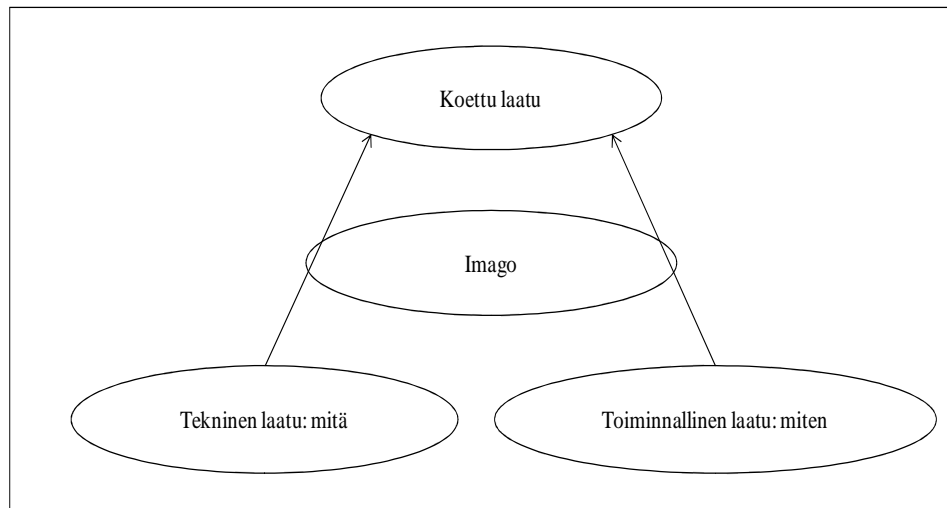 Koettu laatu
Imago
Tekninen laatu: mitä
Toiminnallinen laatu: miten